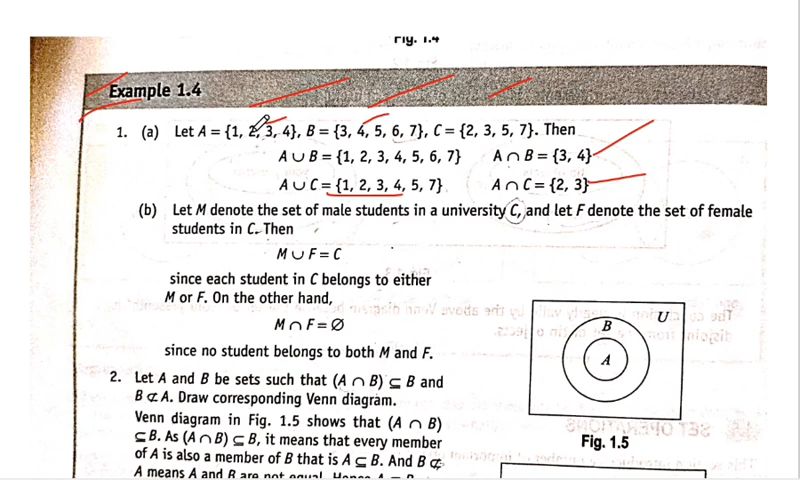 Fig. 1.4
Example 1.4
1. (a) Let A = {1, 2, 3, 4}, B = {3, 4, 5, 6, 7}, C = {2, 3, 5, 7}. Then
A ∪ B = {1, 2, 3, 4, 5, 6, 7} A ∩ B = {3, 4}
A ∪ C = {1, 2, 3, 4, 5, 7} A ∩ C = {2, 3}
(b) Let M denote the set of male students in a university C, and let F denote the set of female
students in C. Then
M ∪ F = C
since each student in C belongs to either
M or F. On the other hand,
M ∩ F = Ø
since no student belongs to both M and F.
2. Let A and B be sets such that (A ∩ B) ⊆ B and
B ⊄ A. Draw corresponding Venn diagram.
Venn diagram in Fig. 1.5 shows that (A ∩ B)
⊆ B. As (A ∩ B) ⊆ B, it means that every member
of A is also a member of B that is A ⊆ B. And B ⊄
A means A and B are not equal. Hence A
U
B
A
Fig. 1.5
SET OPERATIONS